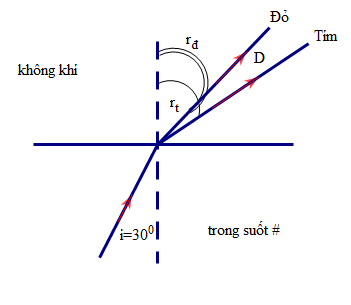 Đỏ
r_đ
Tím
D
không khí
r_t
i=30⁰
trong suốt #